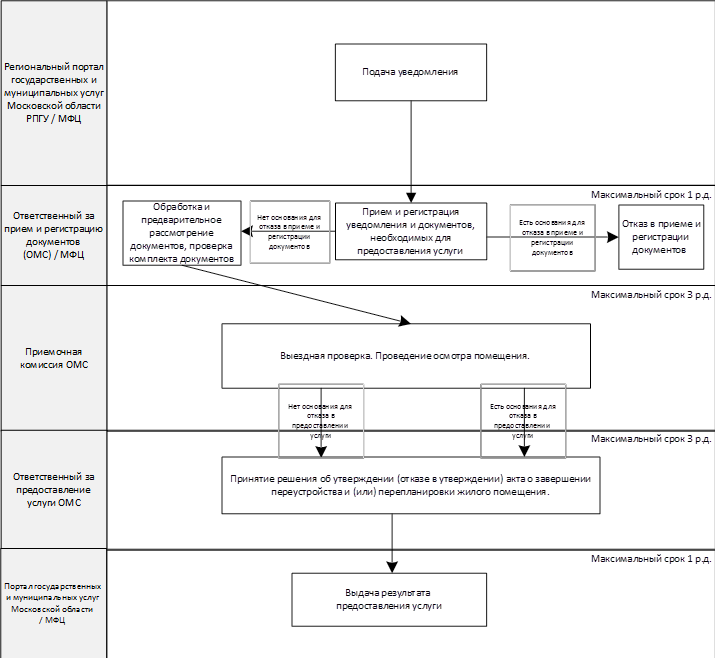 Региональный портал
государственных и
муниципальных услуг
Московской области
РПГУ / МФЦ
Подача уведомления
Максимальный срок 1 р.д.
Ответственный за
прием и регистрацию
документов
(ОМС) / МФЦ
Обработка и
предварительное
рассмотрение
документов, проверка
комплекта документов
Нет основания для
отказа в приеме и
регистрации
документов
Прием и регистрация
уведомления и документов,
необходимых для
предоставления услуги
Есть основания для
отказа в приеме и
регистрации
документов
Отказ в приеме и
регистрации
документов
Максимальный срок 3 р.д.
Приемочная
комиссия ОМС
Выездная проверка. Проведение осмотра помещения.
Нет основания для
отказа в
предоставлении
услуги
Есть основания для
отказа в
предоставлении
услуги
Максимальный срок 3 р.д.
Ответственный за
предоставление
услуги ОМС
Принятие решения об утверждении (отказе в утверждении) акта о завершении
переустройства и (или) перепланировки жилого помещения.
Максимальный срок 1 р.д.
Портал государственных
и муниципальных услуг
Московской области
/ МФЦ
Выдача результата
предоставления услуги